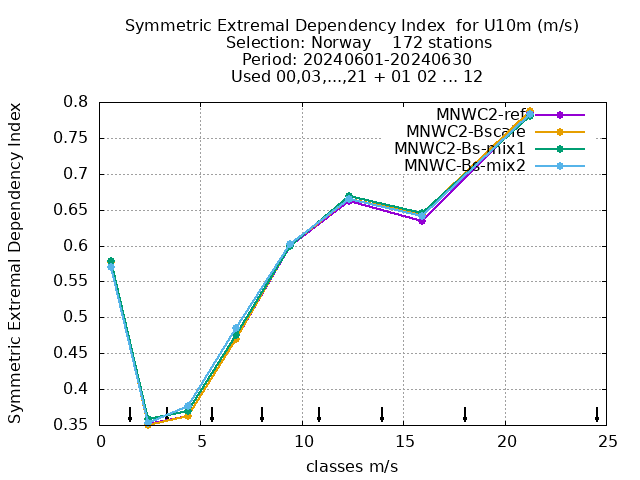 Symmetric Extremal Dependency Index  for U10m (m/s)
Selection: Norway    172 stations
Period: 20240601-20240630
Used 00,03,...,21 + 01 02 ... 12
Symmetric Extremal Dependency Index
0.8
0.75
0.7
0.65
0.6
0.55
0.5
0.45
0.4
0.35
MNWC2-ref
MNWC2-Bscale
MNWC2-Bs-mix1
MNWC-Bs-mix2
0 5 10 15 20 25
classes m/s